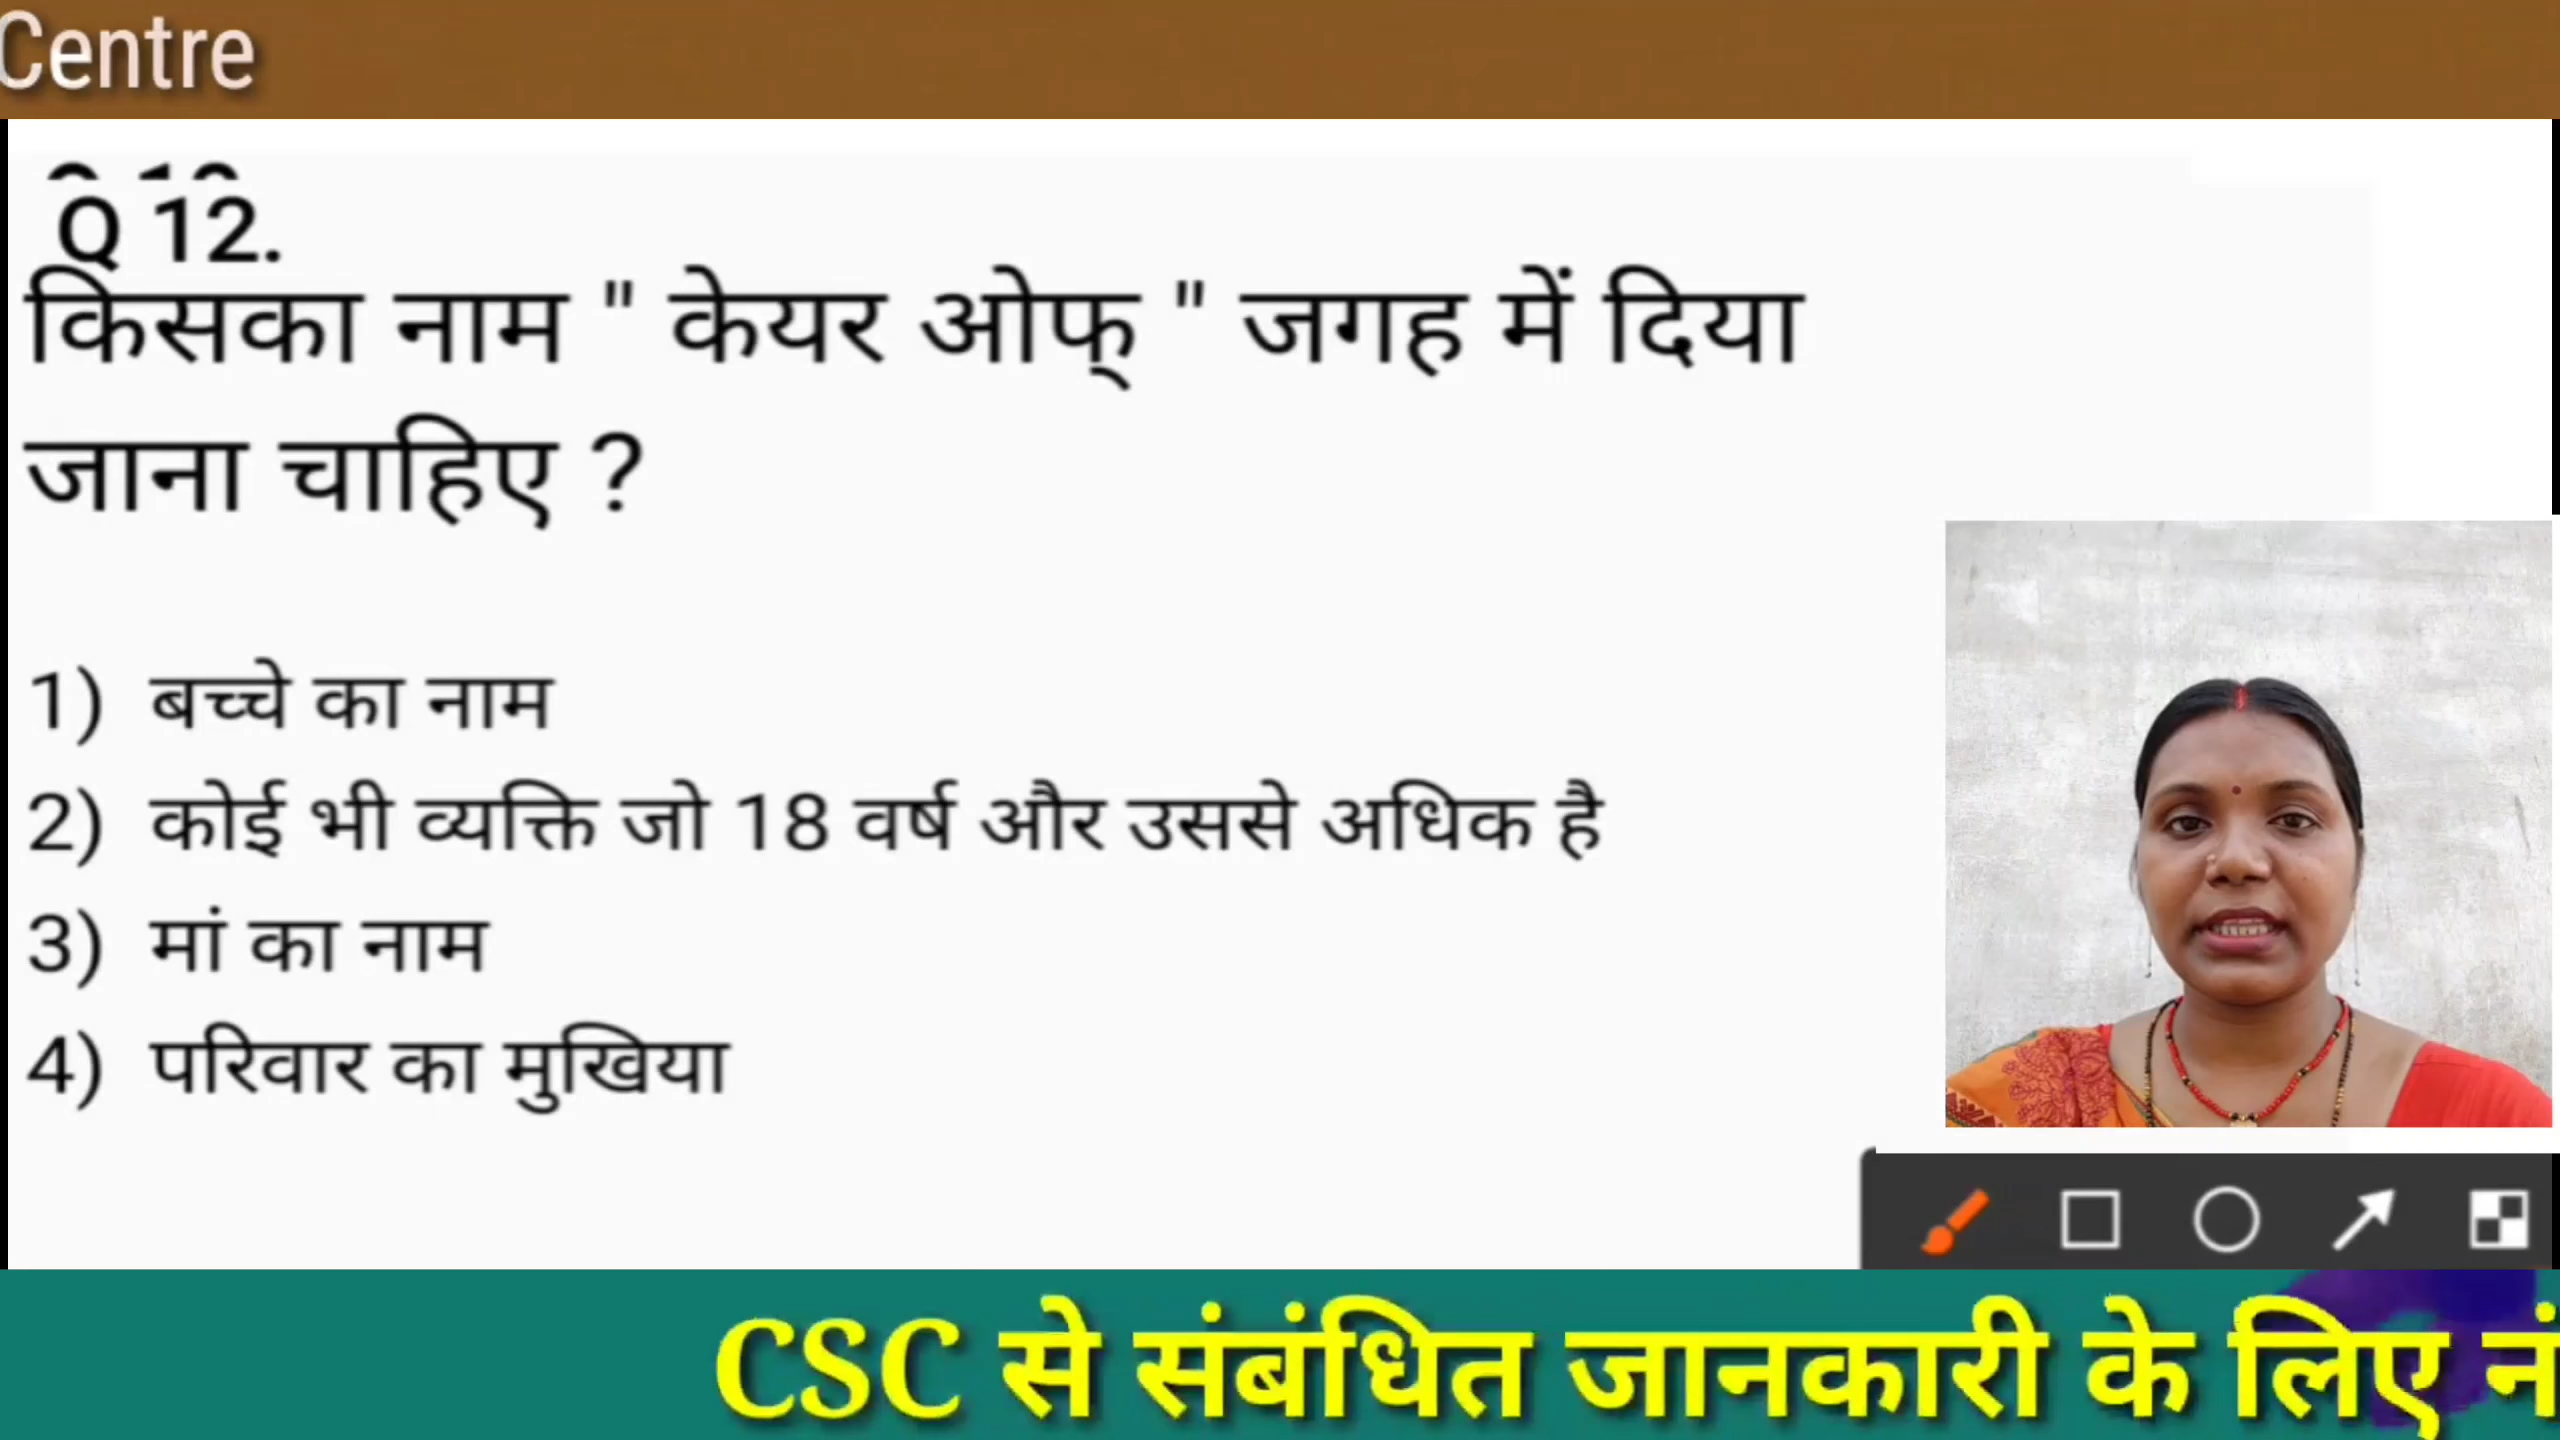 Centre
Q 12.
किसका नाम " केयर ओफ् " जगह में दिया
जाना चाहिए ?
1) बच्चे का नाम
2) कोई भी व्यक्ति जो 18 वर्ष और उससे अधिक है
3) मां का नाम
4) परिवार का मुखिया
CSC से संबंधित जानकारी के लिए नं